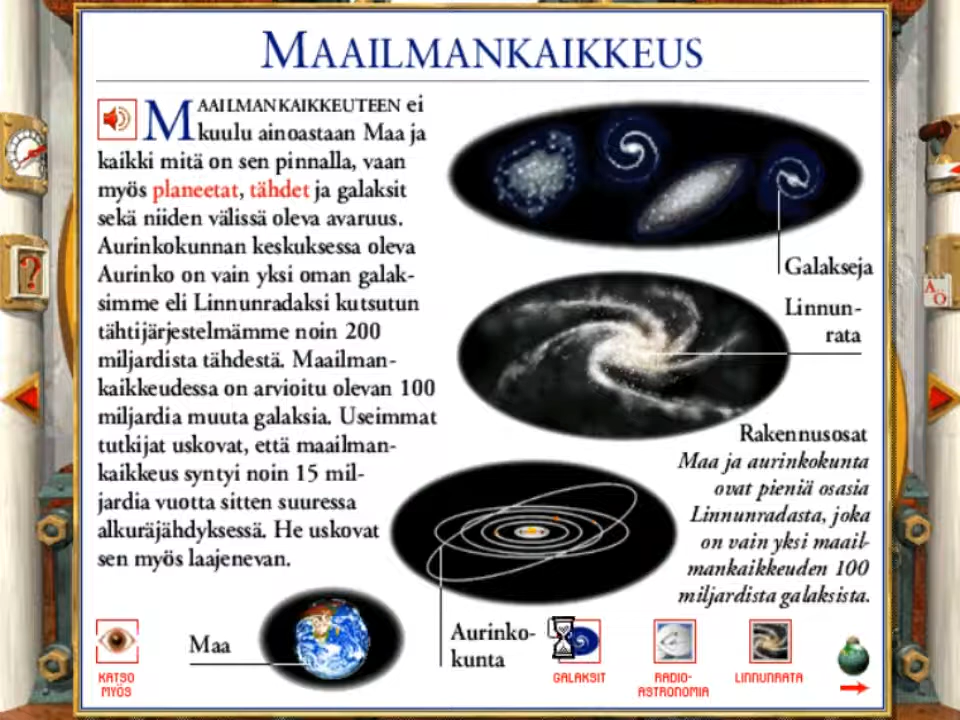 MAAILMANKAIKKEUS
MAAILMANKAIKKEUTEEN ei
kuulu ainoastaan Maa ja
kaikki mitä on sen pinnalla, vaan
myös planeetat, tähdet ja galaksit
sekä niiden välissä oleva avaruus.
Aurinkokunnan keskuksessa oleva
Aurinko on vain yksi oman galak-
simme eli Linnunradaksi kutsutun
tähtijärjestelmämme noin 200
miljardista tähdestä. Maailman-
kaikkeudessa on arvioitu olevan 100
miljardia muuta galaksia. Useimmat
tutkijat uskovat, että maailman-
kaikkeus syntyi noin 15 mil-
jardia vuotta sitten suuressa
alkuräjähdyksessä. He uskovat
sen myös laajenevan.
Galakseja
Linnun-
rata
Rakennusosat
Maa ja aurinkokunta
ovat pieniä osasia
Linnunradasta, joka
on vain yksi maail-
mankaikkeuden 100
miljardista galaksista.
Maa
Aurinko-
kunta
KATSO
MYÖS
GALAKSIT
RADIO-
ASTRONOMIA
LINNUNRATA
?
A
O